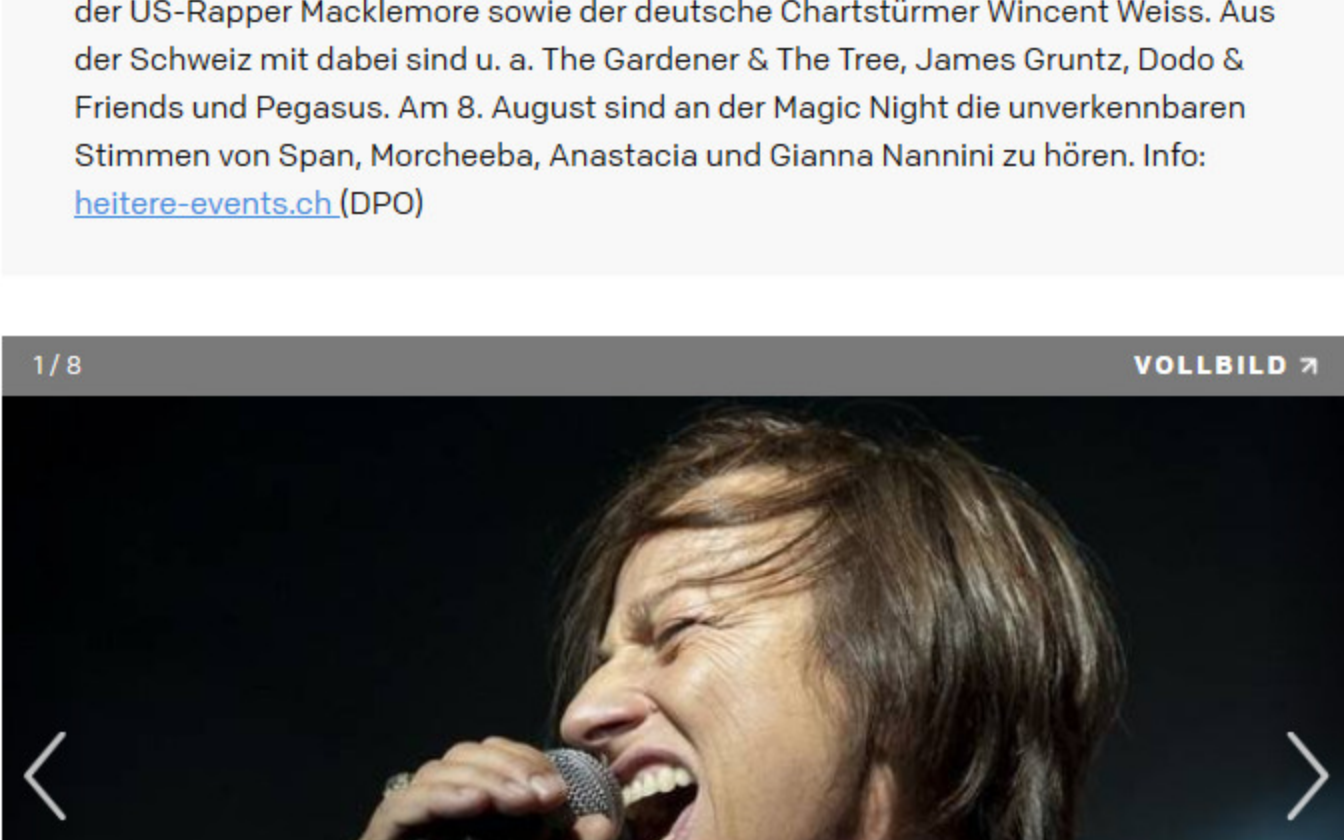 der US-Rapper Macklemore sowie der deutsche Chartstürmer Wincent Weiss. Aus
der Schweiz mit dabei sind u. a. The Gardener & The Tree, James Gruntz, Dodo &
Friends und Pegasus. Am 8. August sind an der Magic Night die unverkennbaren
Stimmen von Span, Morcheeba, Anastacia und Gianna Nannini zu hören. Info:
heitere-events.ch (DPO)
1 / 8
VOLLBILD